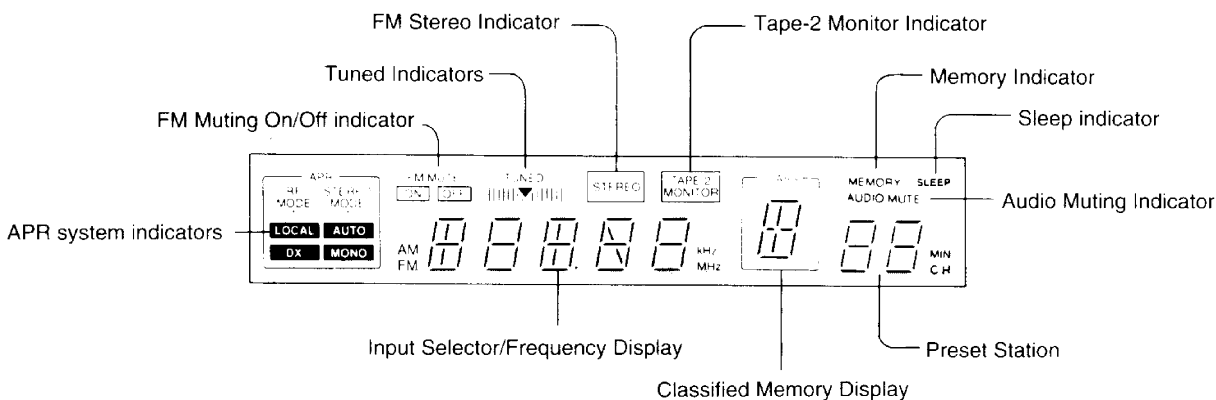 FM Stereo Indicator
Tape-2 Monitor Indicator
Tuned Indicators
Memory Indicator
FM Muting On/Off indicator
Sleep indicator
APR
RF MODE
STEREO MODE
LOCAL AUTO
DX MONO
FM MUTE
ON OFF
TUNED
STEREO
TAPE 2
MONITOR
MEMORY SLEEP
AUDIO MUTE
Audio Muting Indicator
APR system indicators
AM
FM
kHz
MHz
MIN
CH
Input Selector/Frequency Display
Preset Station
Classified Memory Display